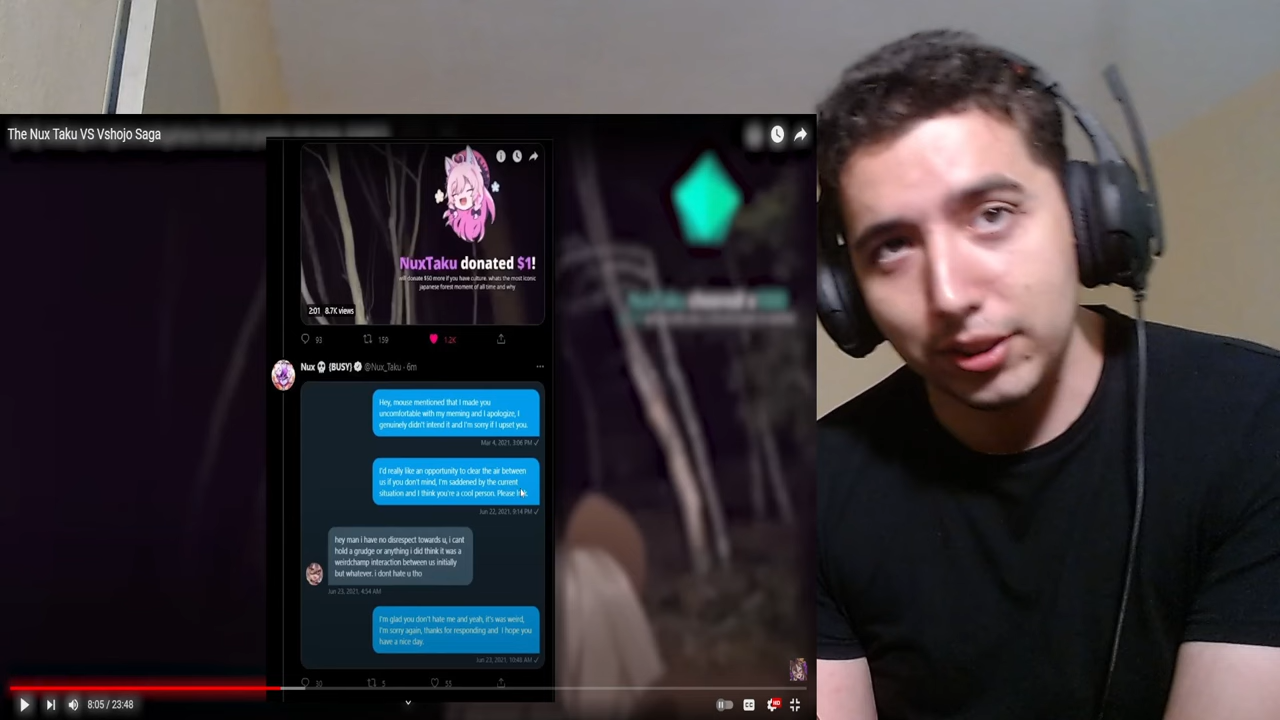 The Nux Taku VS Vshojo Saga
NuxTaku donated $1!
will donate $50 more if you have culture. whats the most iconic
japanese forest moment of all time and why
2:01 8.7K views
93 159 1.2K
Nux (BUSY) @Nux_Taku · 6m
Hey, mouse mentioned that I made you
uncomfortable with my meming and I apologize, I
genuinely didn't intend it and I'm sorry if I upset you.
Mar 4, 2021, 3:06 PM
I'd really like an opportunity to clear the air between
us if you don't mind, I'm saddened by the current
situation and I think you're a cool person. Please
Jun 22, 2021, 9:14 PM
hey man i have no disrespect towards u, i cant
hold a grudge or anything i did think it was a
weirdchamp interaction between us initially
but whatever. i dont hate u tho
Jun 23, 2021, 4:54 AM
I'm glad you don't hate me and yeah, it's was weird,
I'm sorry again, thanks for responding and I hope you
have a nice day.
Jun 23, 2021, 10:48 AM
30 5 55
8:05 / 23:48
CC
HD